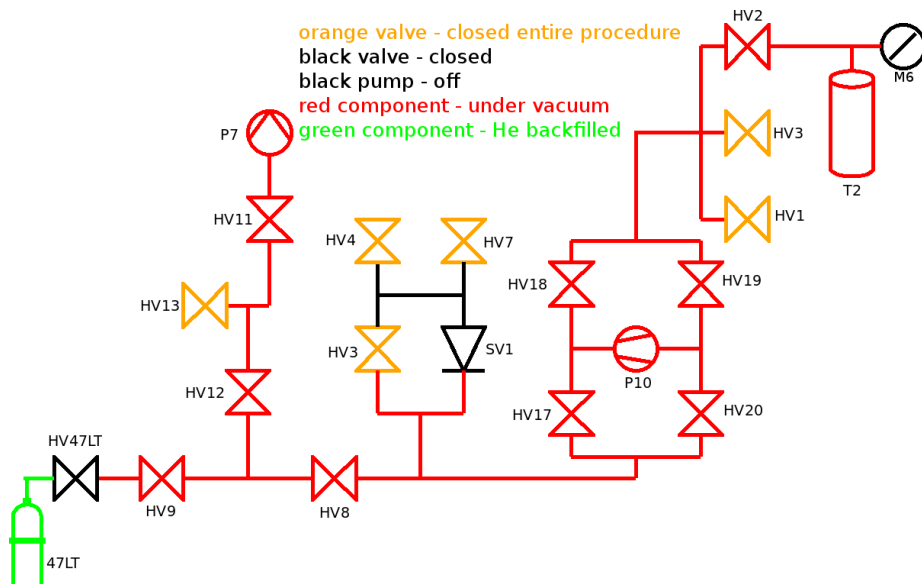 orange valve - closed entire procedure
black valve - closed
black pump - off
red component - under vacuum
green component - He backfilled
HV2
M6
P7
HV3
T2
HV11
HV1
HV4
HV7
HV18
HV19
HV13
HV3
SV1
P10
HV12
HV17
HV20
HV47LT
HV9
HV8
47LT